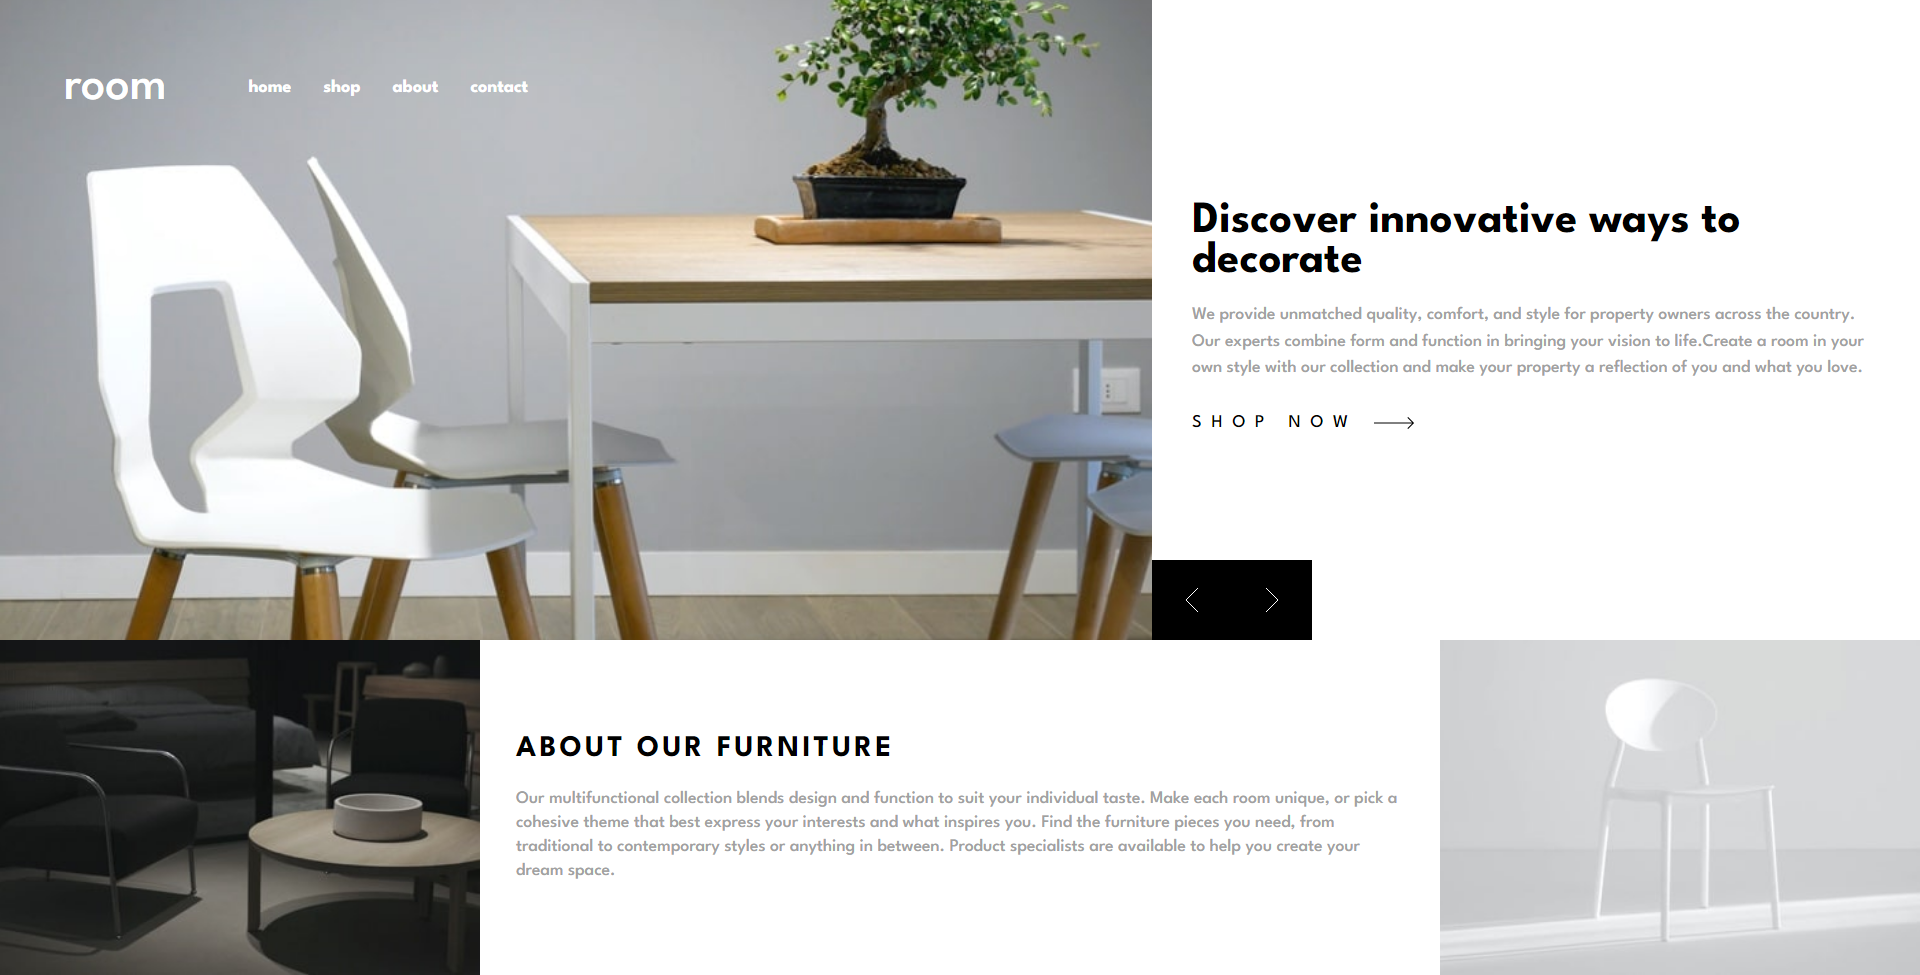 room
home shop about contact
Discover innovative ways to
decorate
We provide unmatched quality, comfort, and style for property owners across the country.
Our experts combine form and function in bringing your vision to life.Create a room in your
own style with our collection and make your property a reflection of you and what you love.
SHOP NOW
ABOUT OUR FURNITURE
Our multifunctional collection blends design and function to suit your individual taste. Make each room unique, or pick a
cohesive theme that best express your interests and what inspires you. Find the furniture pieces you need, from
traditional to contemporary styles or anything in between. Product specialists are available to help you create your
dream space.